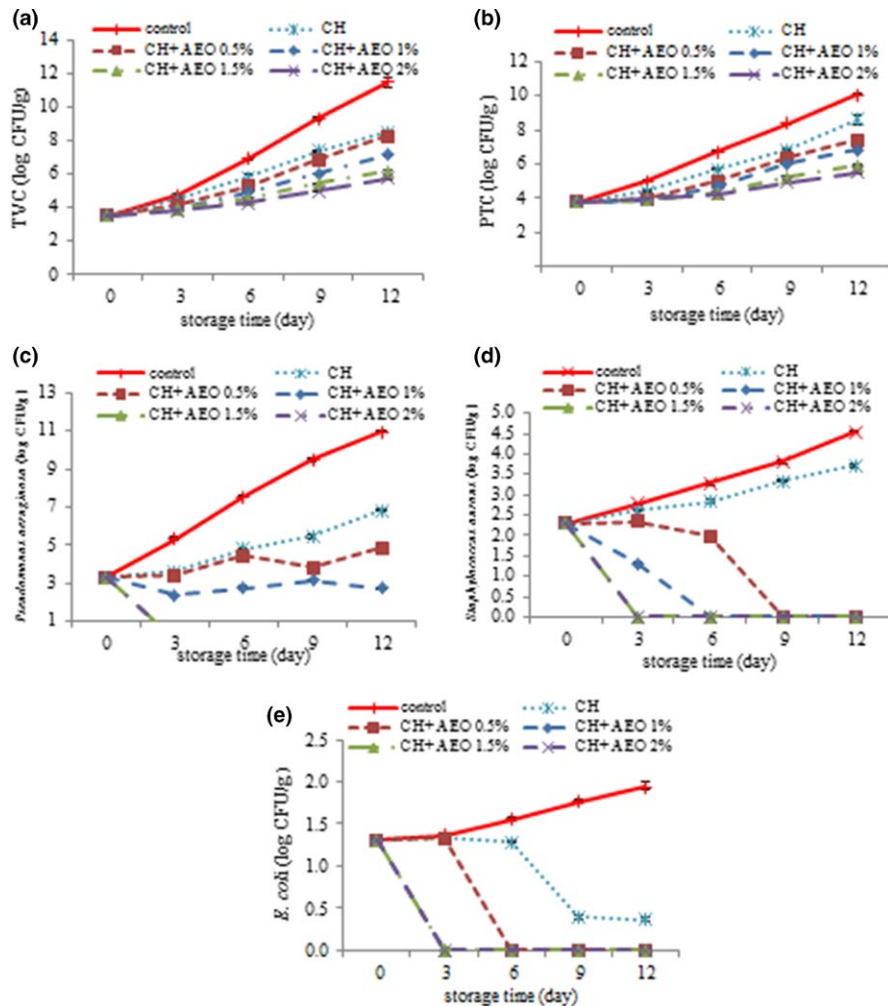 (a)
control CH
CH+AEO 0.5% CH+AEO 1%
CH+AEO 1.5% CH+AEO 2%
TVC (log CFU/g)
14
12
10
8
6
4
2
0
0 3 6 9 12
storage time (day)
(b)
control CH
CH+AEO 0.5% CH+AEO 1%
CH+AEO 1.5% CH+AEO 2%
PTC (log CFU/g)
12
10
8
6
4
2
0 3 6 9 12
storage time (day)
(c)
control CH
CH+AEO 0.5% CH+AEO 1%
CH+AEO 1.5% CH+AEO 2%
Pseudomonas aeruginosa (log CFU/g)
13
11
9
7
5
3
1
0 3 6 9 12
storage time (day)
(d)
control CH
CH+AEO 0.5% CH+AEO 1%
CH+AEO 1.5% CH+AEO 2%
Staphylococcus aureus (log CFU/g)
5.0
4.5
4.0
3.5
3.0
2.5
2.0
1.5
1.0
0.5
0.0
0 3 6 9 12
storage time (day)
(e)
control CH
CH+AEO 0.5% CH+AEO 1%
CH+AEO 1.5% CH+AEO 2%
E. coli (log CFU/g)
2.5
2.0
1.5
1.0
0.5
0.0
0 3 6 9 12
storage time (day)